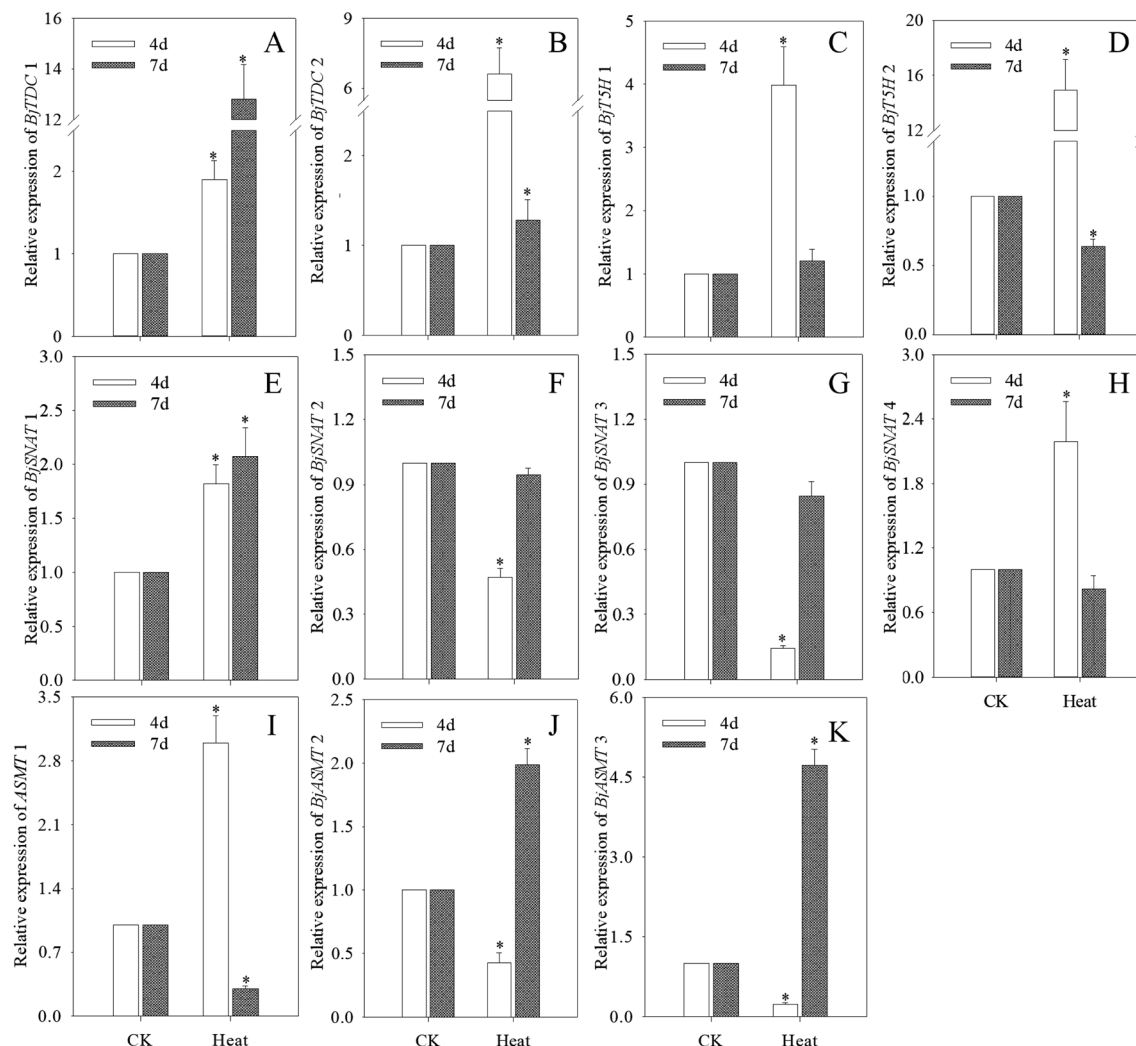 Relative expression of BjTDC 1
16
14
12
2
1
0
4d
7d
A
*
*
Relative expression of BjTDC 2
9
6
2
1
0
4d
7d
B
*
*
Relative expression of BjT5H 1
5
4
3
2
1
0
4d
7d
C
*
Relative expression of BjT5H 2
20
16
12
1.0
0.5
0.0
4d
7d
D
*
*
Relative expression of BjSNAT 1
3.0
2.5
2.0
1.5
1.0
0.5
0.0
4d
7d
E
*
*
Relative expression of BjSNAT 2
1.5
1.2
0.9
0.6
0.3
0.0
4d
7d
F
*
Relative expression of BjSNAT 3
1.5
1.2
0.9
0.6
0.3
0.0
4d
7d
G
*
Relative expression of BjSNAT 4
3.0
2.4
1.8
1.2
0.6
0.0
4d
7d
H
*
CK Heat
Relative expression of ASMT 1
3.5
2.8
2.1
1.4
0.7
0.0
4d
7d
I
*
*
CK Heat
Relative expression of BjASMT 2
2.5
2.0
1.5
1.0
0.5
0.0
4d
7d
J
*
*
CK Heat
Relative expression of BjASMT 3
6.0
4.5
3.0
1.5
0.0
4d
7d
K
*
*
CK Heat